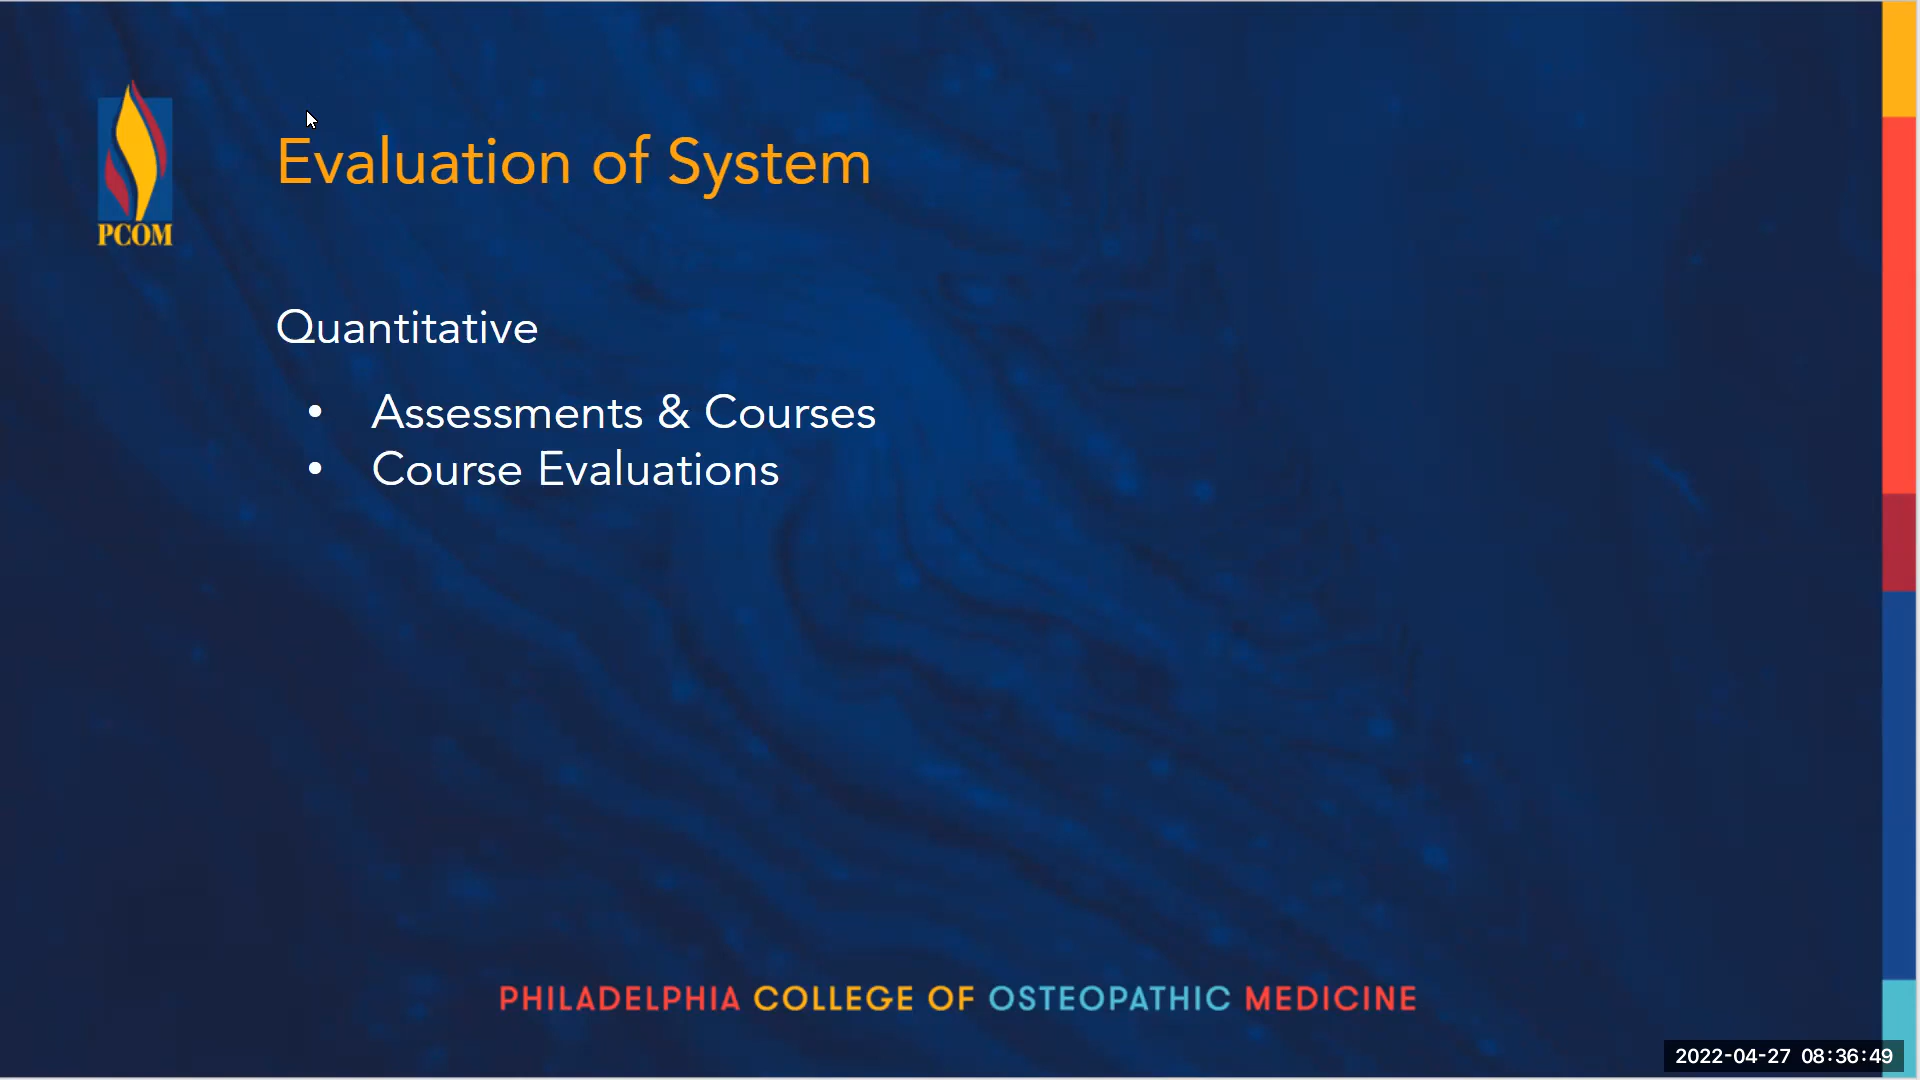 PCOM
Evaluation of System
Quantitative
• Assessments & Courses
• Course Evaluations
PHILADELPHIA COLLEGE OF OSTEOPATHIC MEDICINE
2022-04-27 08:36:49